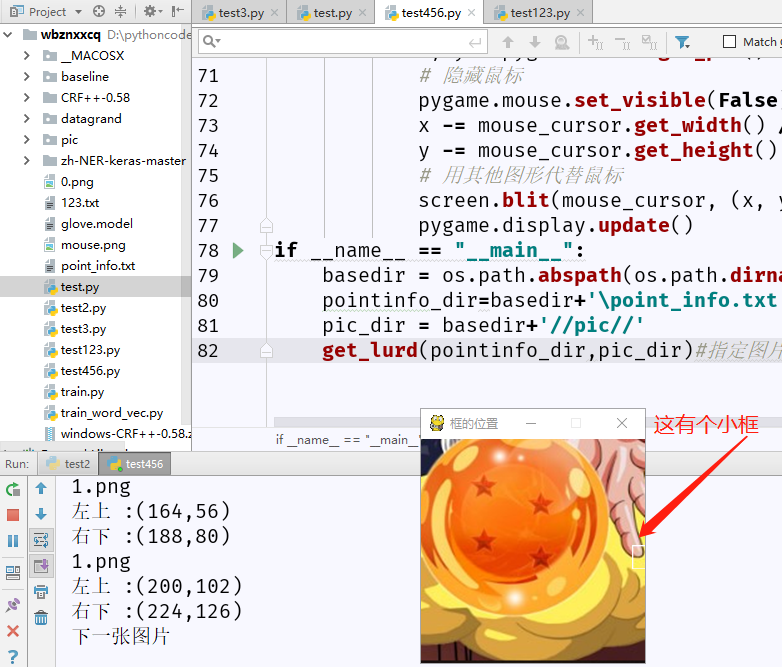 Project
test3.py
test.py
test456.py
test123.py
wbznxxcq D:\pythoncode
__MACOSX
baseline
CRF++-0.58
datagrand
pic
zh-NER-keras-master
0.png
123.txt
glove.model
mouse.png
point_info.txt
test.py
test2.py
test3.py
test123.py
test456.py
train.py
train_word_vec.py
windows-CRF++-0.58.z
Match
71 # 隐藏鼠标
72 pygame.mouse.set_visible(False
73 x -= mouse_cursor.get_width() /
74 y -= mouse_cursor.get_height()
75 # 用其他图形代替鼠标
76 screen.blit(mouse_cursor, (x, y
77 pygame.display.update()
78 if __name__ == "__main__":
79 basedir = os.path.abspath(os.path.dirna
80 pointinfo_dir=basedir+'\point_info.txt
81 pic_dir = basedir+'//pic//'
82 get_lurd(pointinfo_dir,pic_dir)#指定图片
if __name__ == "__main__"
框的位置
这有个小框
Run:
test2
test456
1.png
左上 :(164,56)
右下 :(188,80)
1.png
左上 :(200,102)
右下 :(224,126)
下一张图片